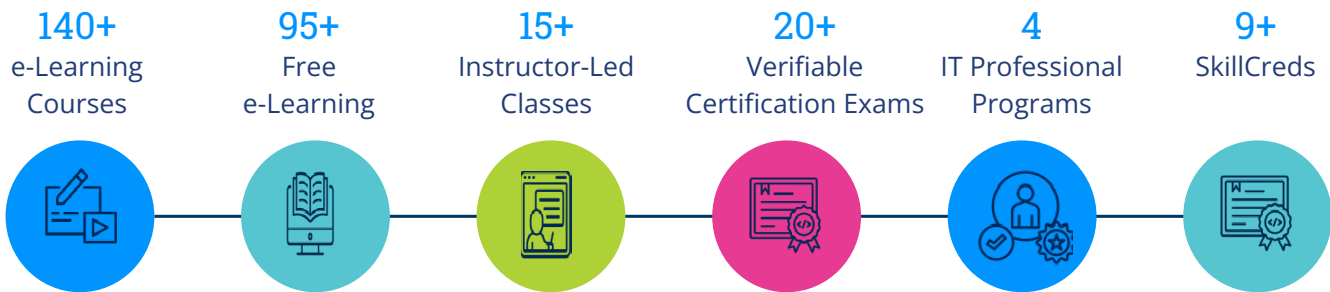 140+
e-Learning
Courses
95+
Free
e-Learning
15+
Instructor-Led
Classes
20+
Verifiable
Certification Exams
4
IT Professional
Programs
9+
SkillCreds